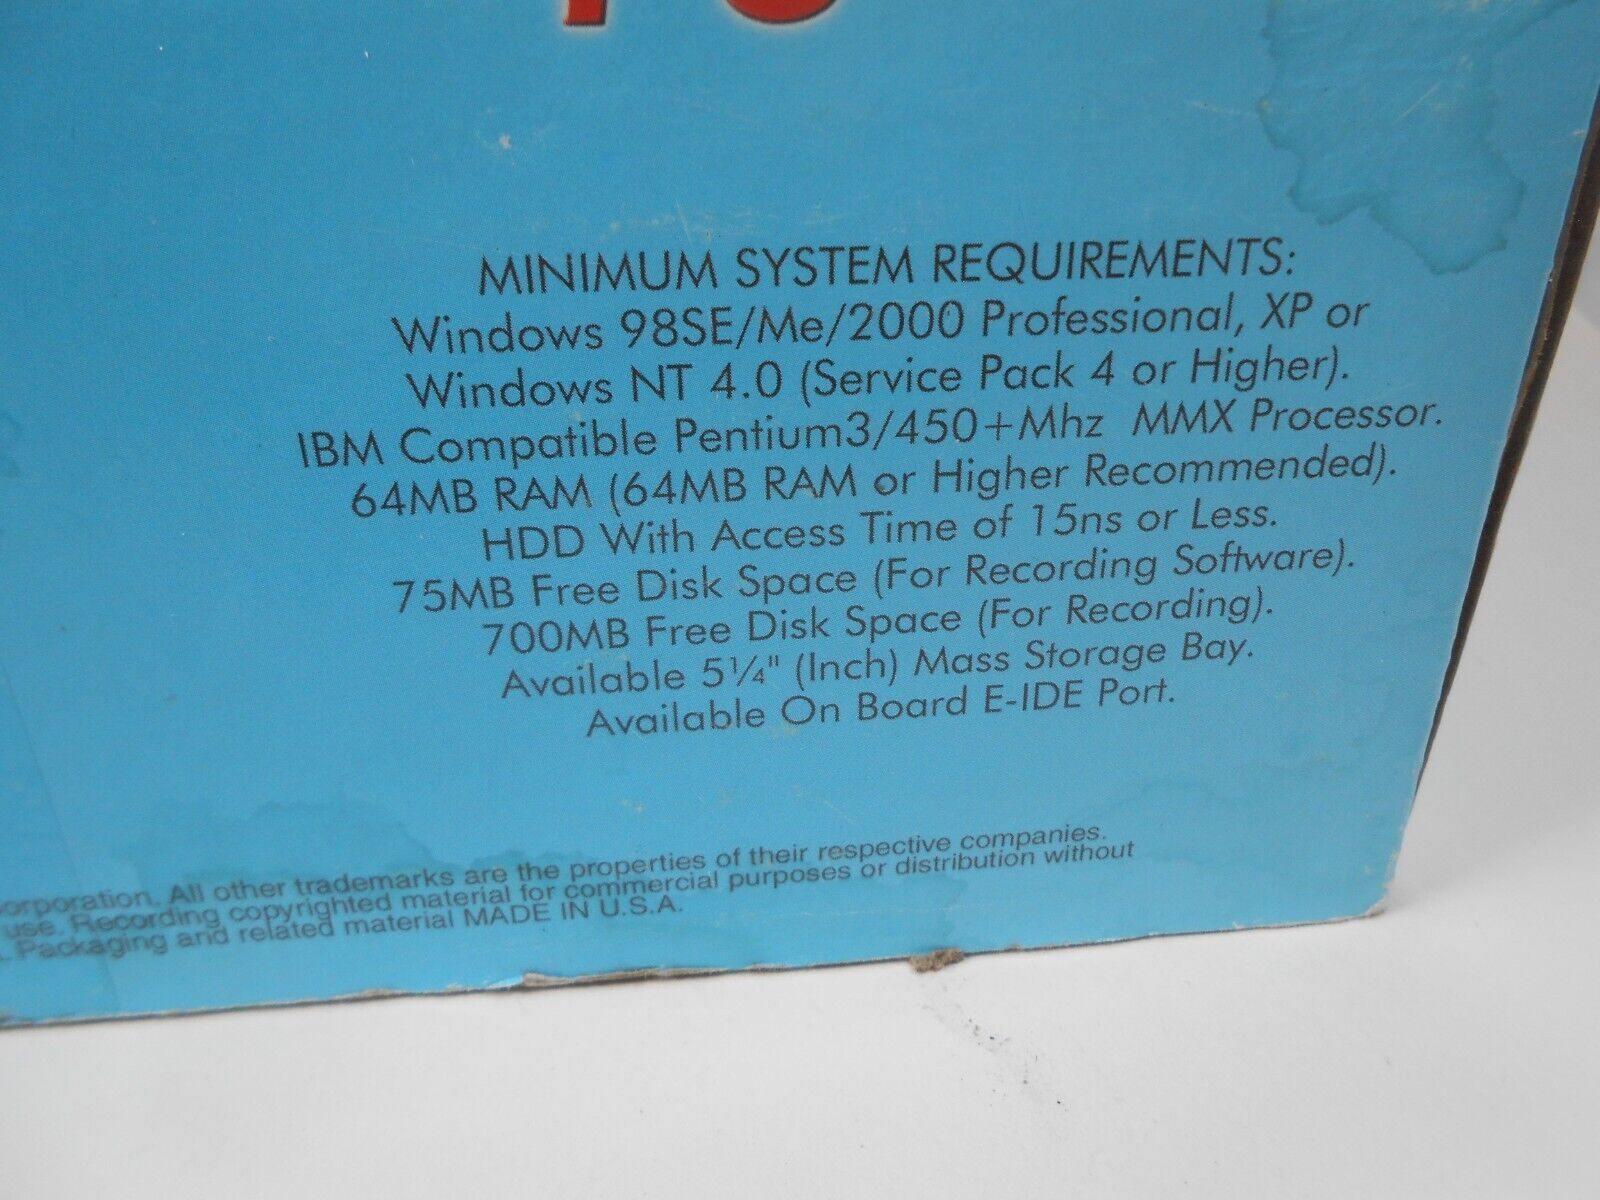 MINIMUM SYSTEM REQUIREMENTS:
Windows 98SE/Me/2000 Professional, XP or
Windows NT 4.0 (Service Pack 4 or Higher).
IBM Compatible Pentium3/450+Mhz MMX Processor.
64MB RAM (64MB RAM or Higher Recommended).
HDD With Access Time of 15ns or Less.
75MB Free Disk Space (For Recording Software).
700MB Free Disk Space (For Recording).
Available 5¼" (Inch) Mass Storage Bay.
Available On Board E-IDE Port.
orporation. All other trademarks are the properties of their respective companies.
use. Recording copyrighted material for commercial purposes or distribution without
. Packaging and related material MADE IN U.S.A.